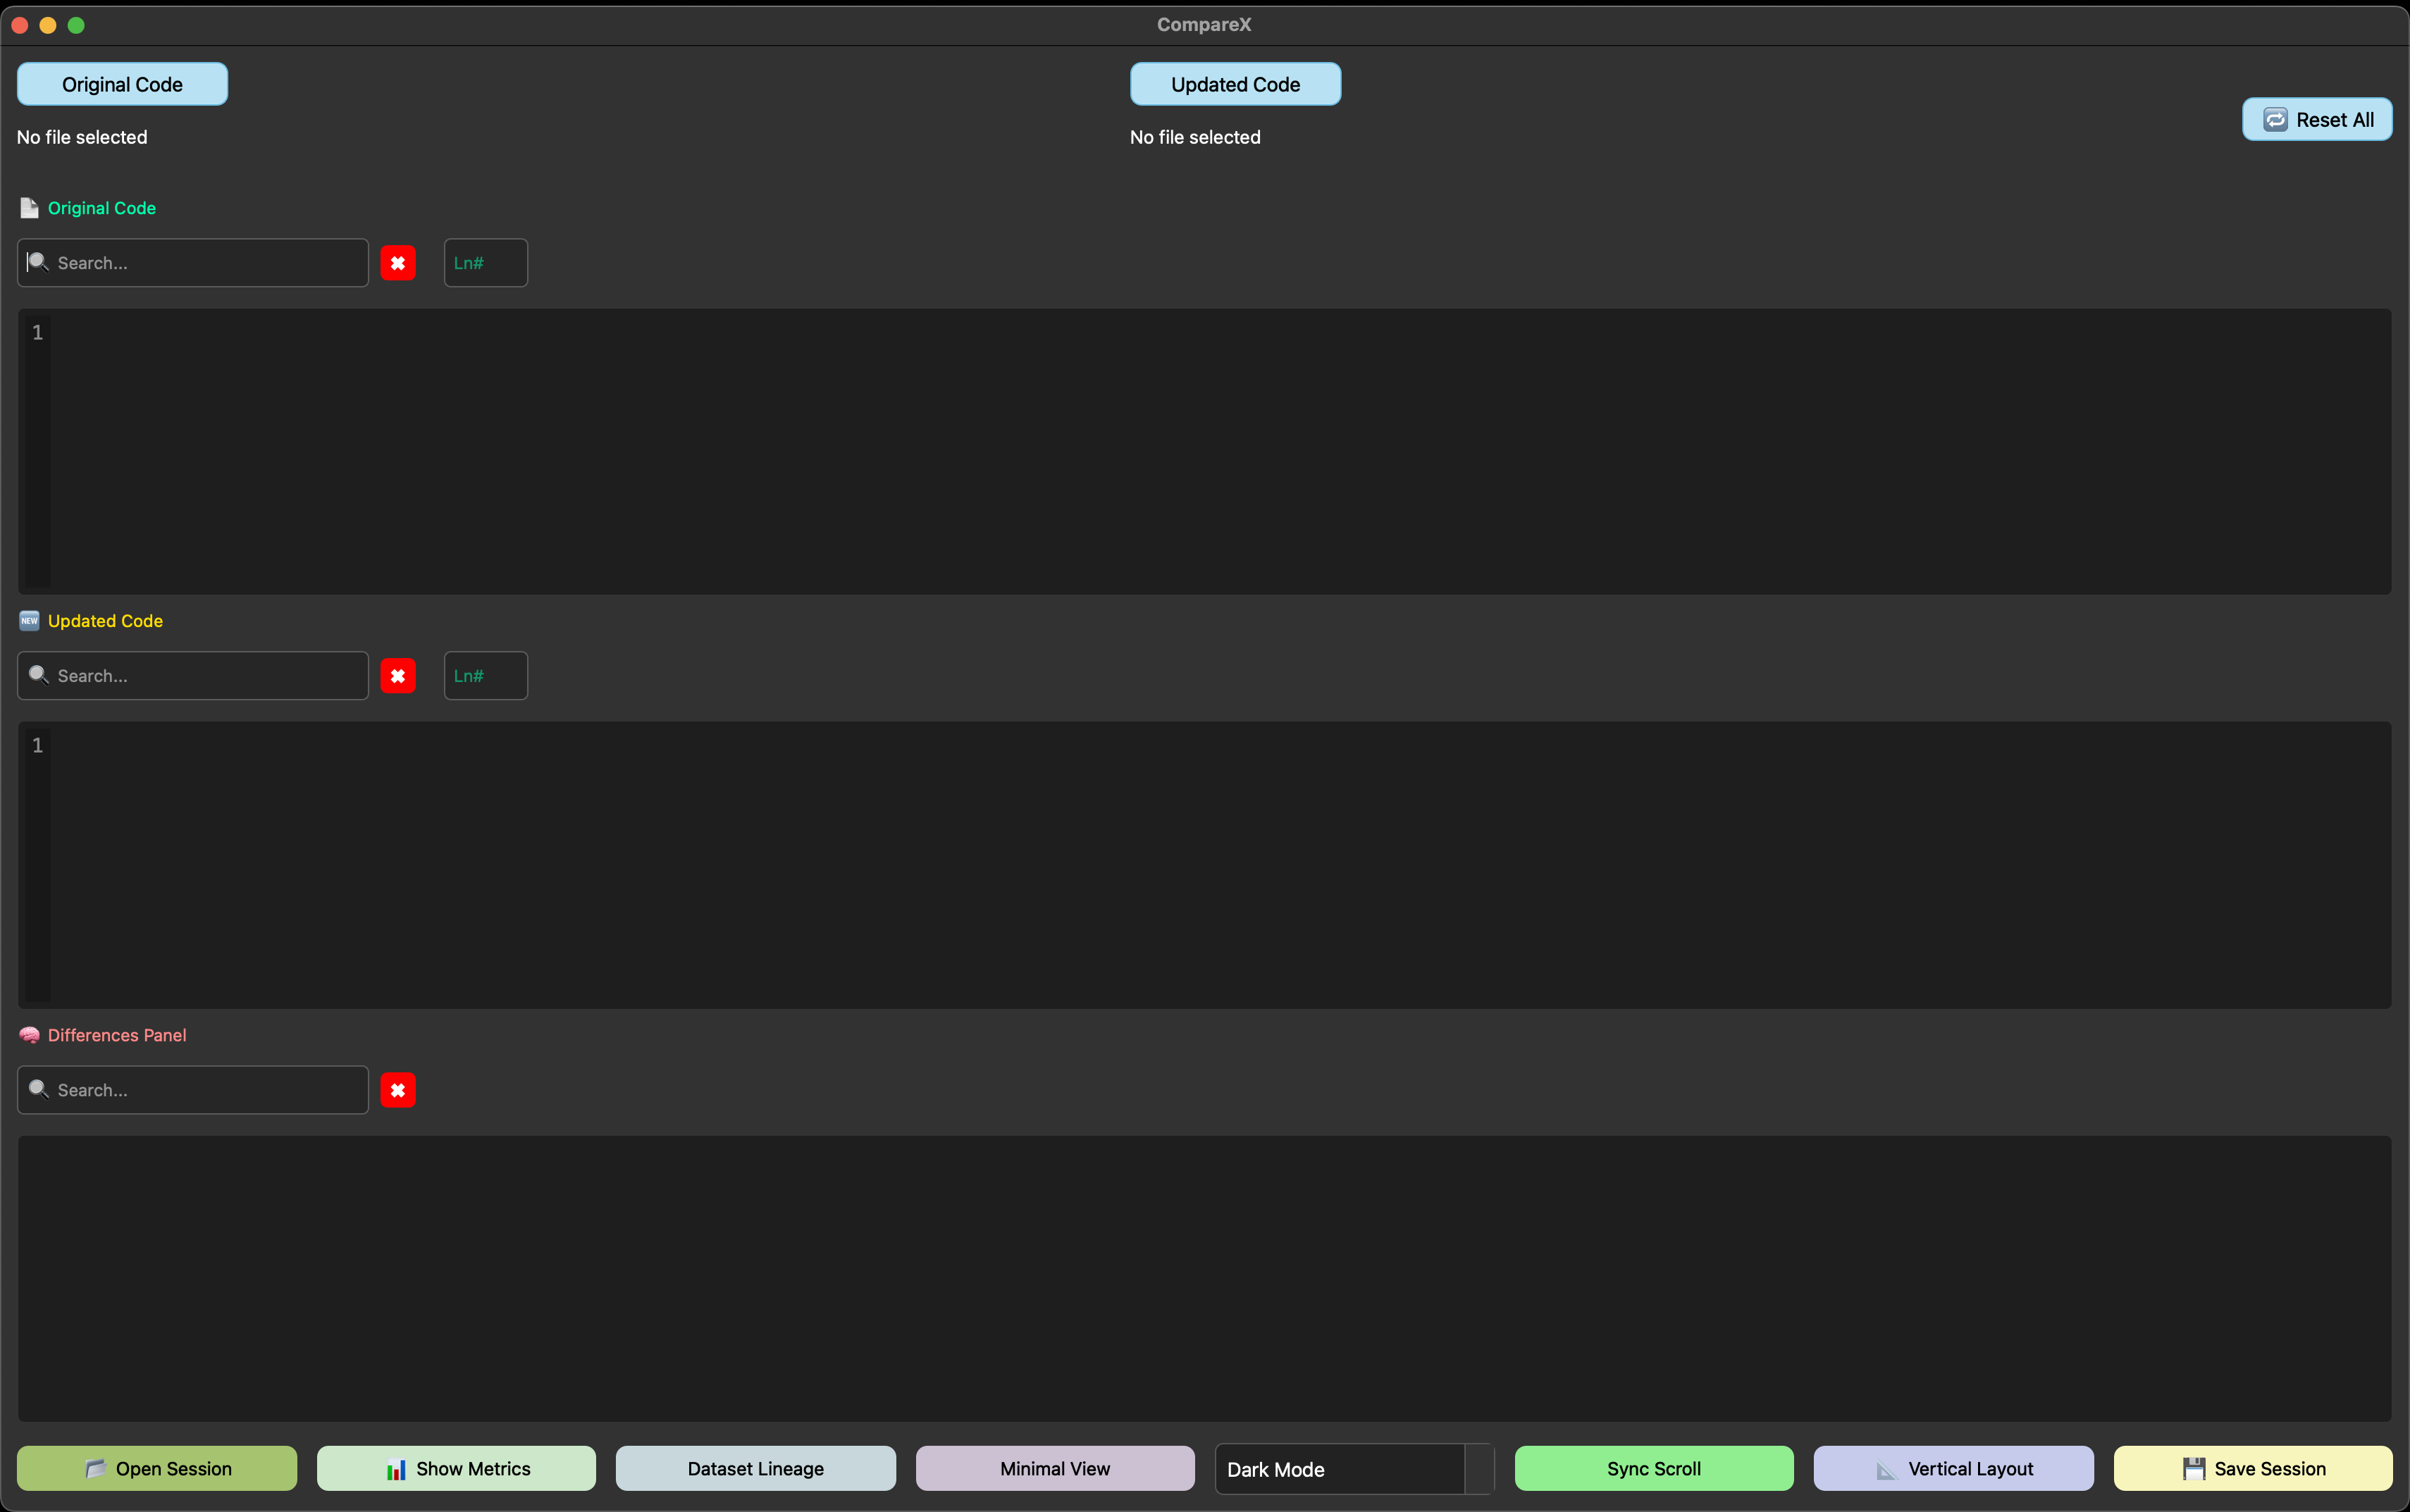 CompareX
Original Code
Updated Code
No file selected
No file selected
Reset All
Original Code
Search...
Ln#
1
NEW
Updated Code
Search...
Ln#
1
Differences Panel
Search...
Open Session
Show Metrics
Dataset Lineage
Minimal View
Dark Mode
Sync Scroll
Vertical Layout
Save Session